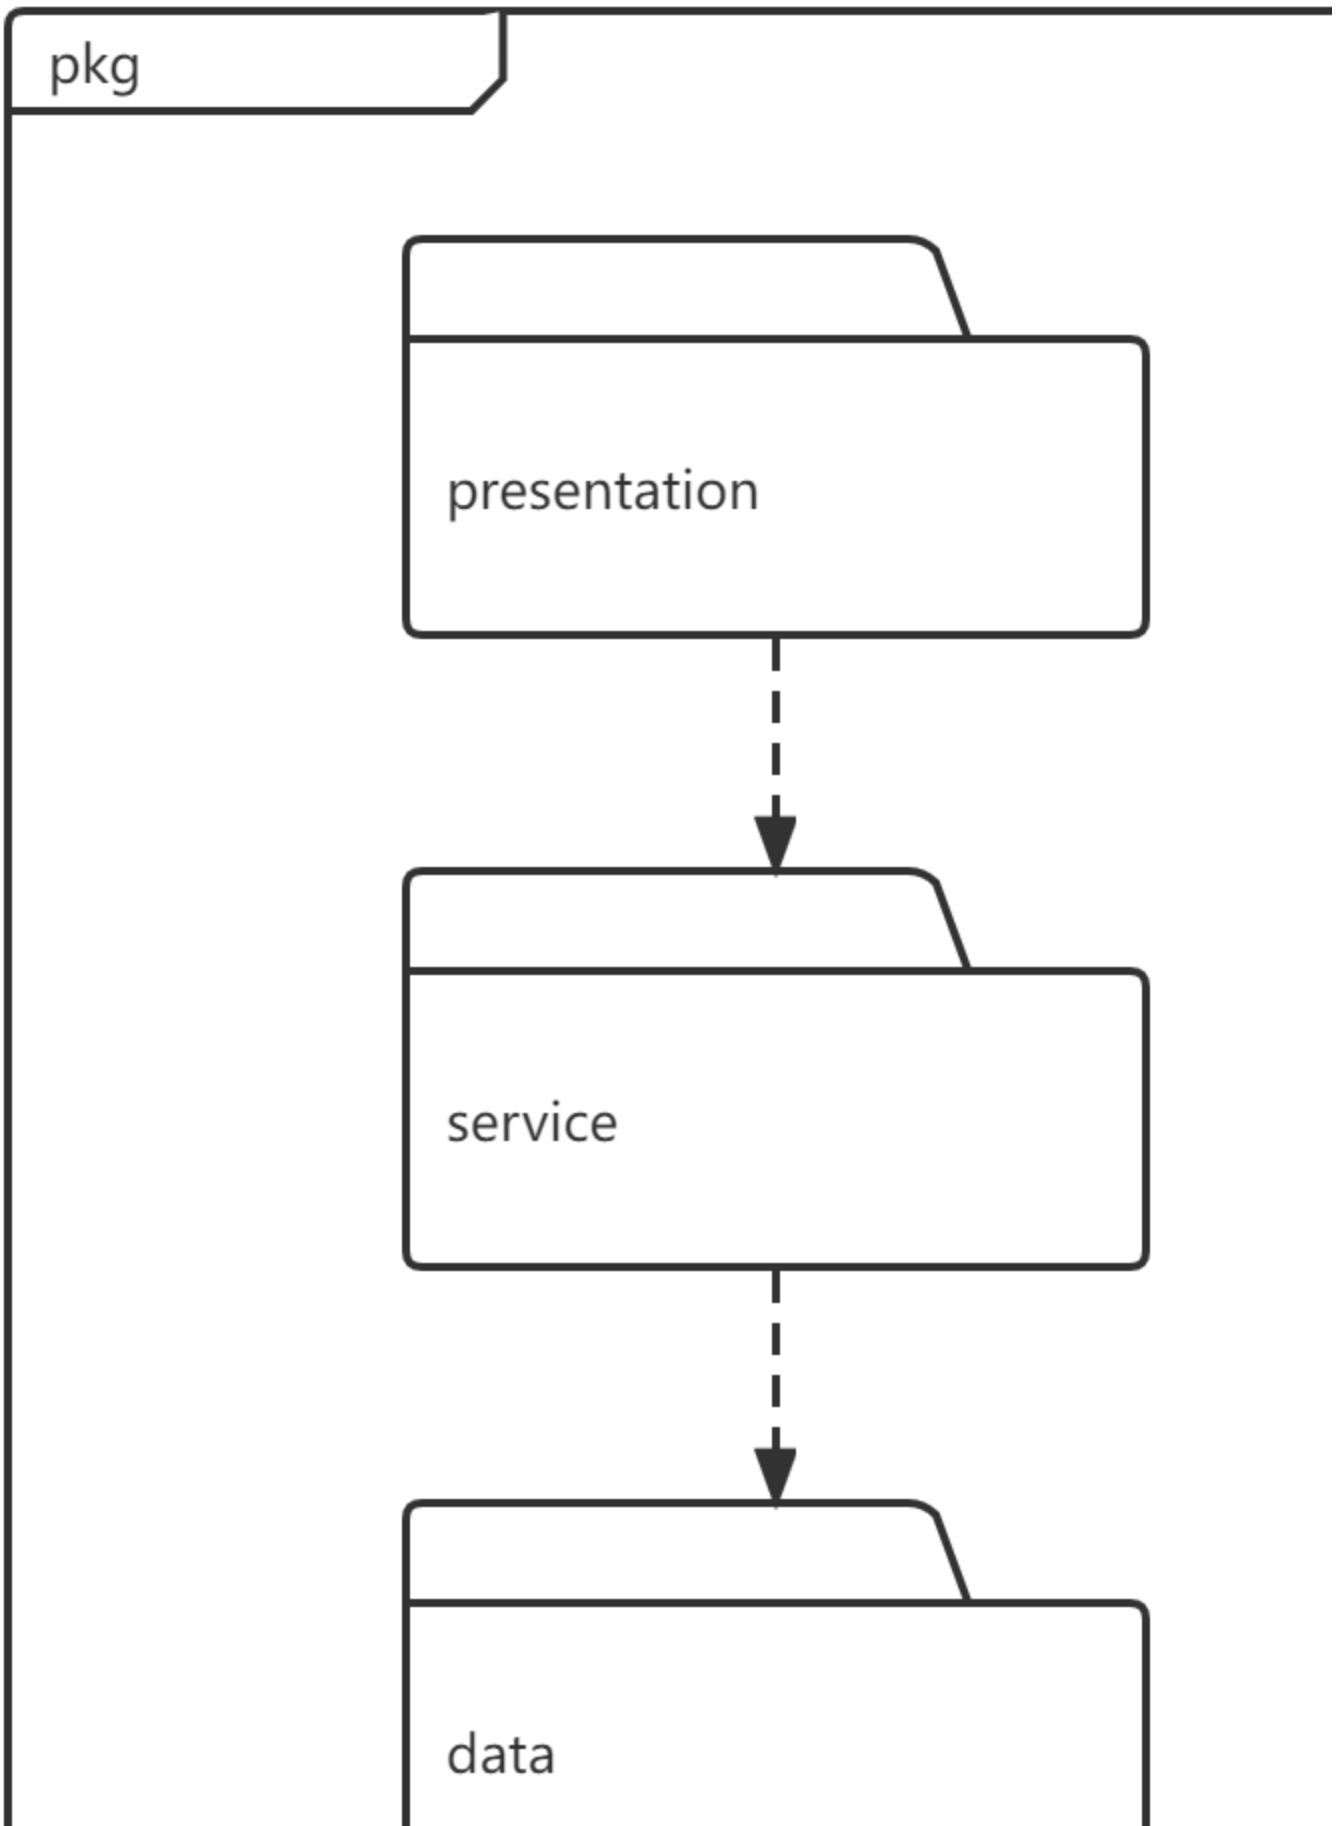 pkg
presentation
service
data